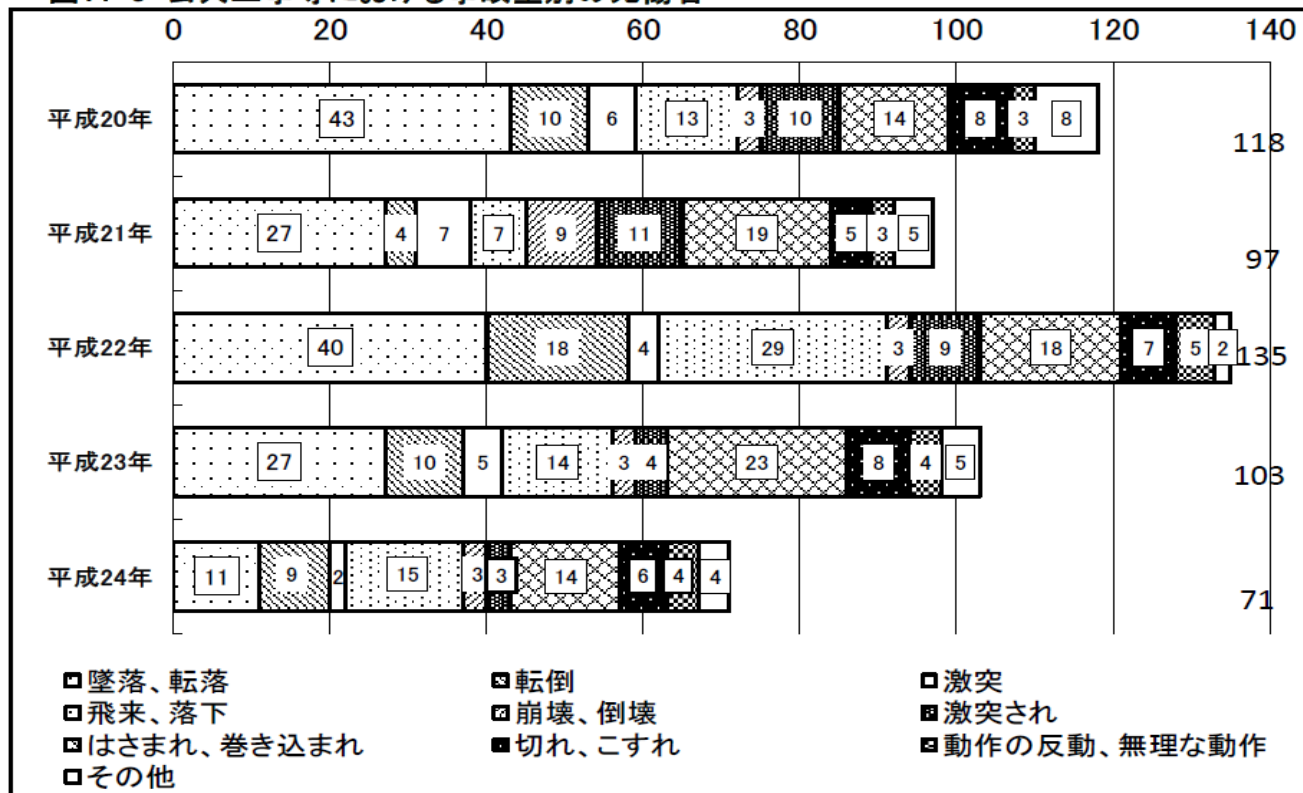 0 20 40 60 80 100 120 140
平成20年 43 10 6 13 3 10 14 8 3 8 118
平成21年 27 4 7 7 9 11 19 5 3 5 97
平成22年 40 18 4 29 3 9 18 7 5 2 135
平成23年 27 10 5 14 3 4 23 8 4 5 103
平成24年 11 9 2 15 3 3 14 6 4 4 71
墜落、転落 転倒 激突
飛来、落下 崩壊、倒壊 激突され
はさまれ、巻き込まれ 切れ、こすれ 動作の反動、無理な動作
その他